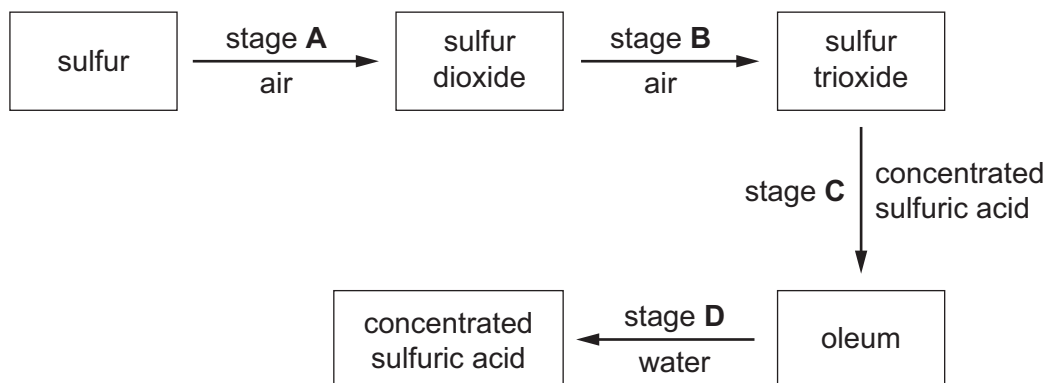 sulfur
stage A
air
sulfur
dioxide
stage B
air
sulfur
trioxide
stage C
concentrated
sulfuric acid
oleum
stage D
water
concentrated
sulfuric acid